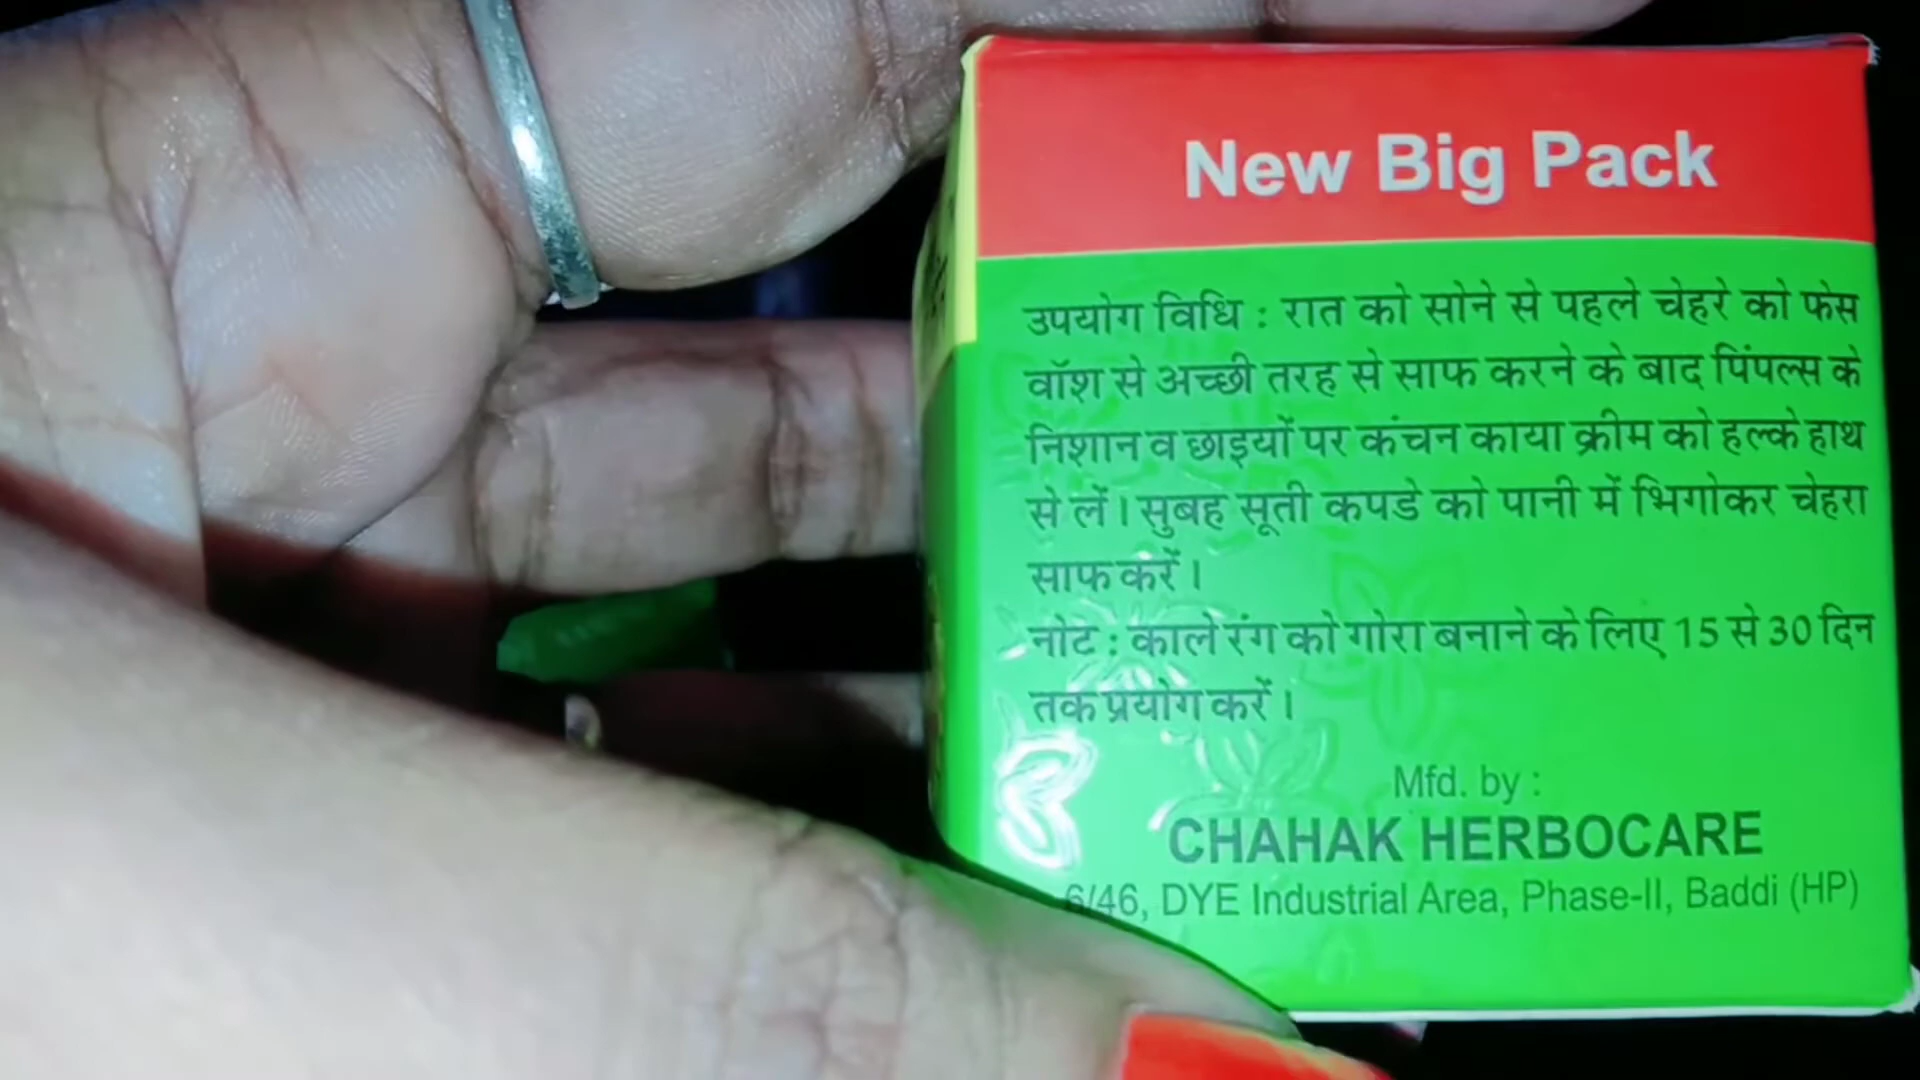 New Big Pack
उपयोग विधि : रात को सोने से पहले चेहरे को फेस
वॉश से अच्छी तरह से साफ करने के बाद पिंपल्स के
निशान व छाइयों पर कंचन काया क्रीम को हल्के हाथ
से लें। सुबह सूती कपडे को पानी में भिगोकर चेहरा
साफ करें।
नोट : काले रंग को गोरा बनाने के लिए 15 से 30 दिन
तक प्रयोग करें।
Mfd. by :
CHAHAK HERBOCARE
6/46, DYE Industrial Area, Phase-II, Baddi (HP)